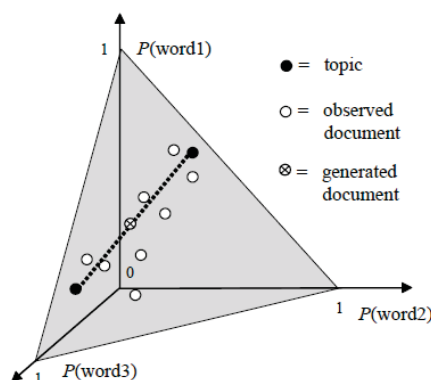 1
P(word1)
= topic
= observed
document
= generated
document
0
1
P(word2)
P(word3)
1